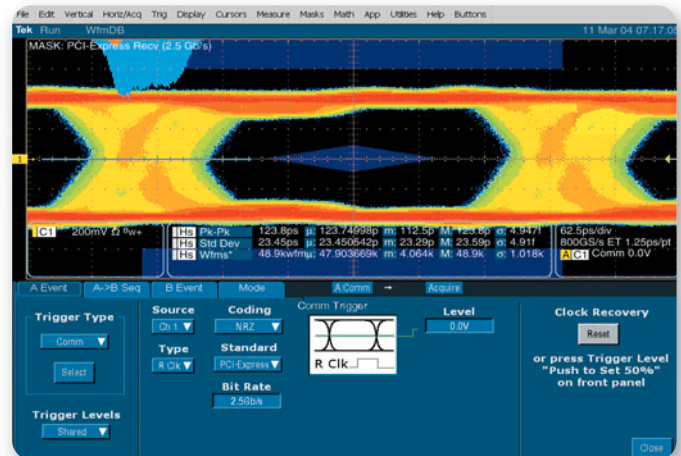 File Edit Vertical Horiz/Acq Trig Display Cursors Measure Masks Math App Utilities Help Buttons
Tek Run WfmDB 11 Mar 04 07:17:05
MASK: PCI-Express Recv (2.5 Gb/s)
1
C1 200mV Ω Bw+
Hs Pk-Pk 123.8ps µ: 123.74998p m: 112.5p M: 123.8p σ: 4.947f
Hs Std Dev 23.45ps µ: 23.450542p m: 23.29p M: 23.59p σ: 4.91f
Hs Wfms* 48.9kwfm µ: 47.903669k m: 4.064k M: 48.9k σ: 1.018k
62.5ps/div
800GS/s ET 1.25ps/pt
A C1 Comm 0.0V
A Event A->B Seq B Event Mode A:Comm → Acquire
Trigger Type
Comm
Select
Trigger Levels
Shared
Source
Ch 1
Type
R Clk
Coding
NRZ
Standard
PCI-Express
Bit Rate
2.5Gb/s
Comm Trigger
R Clk
Level
0.0V
Clock Recovery
Reset
or press Trigger Level
"Push to Set 50%"
on front panel
Close